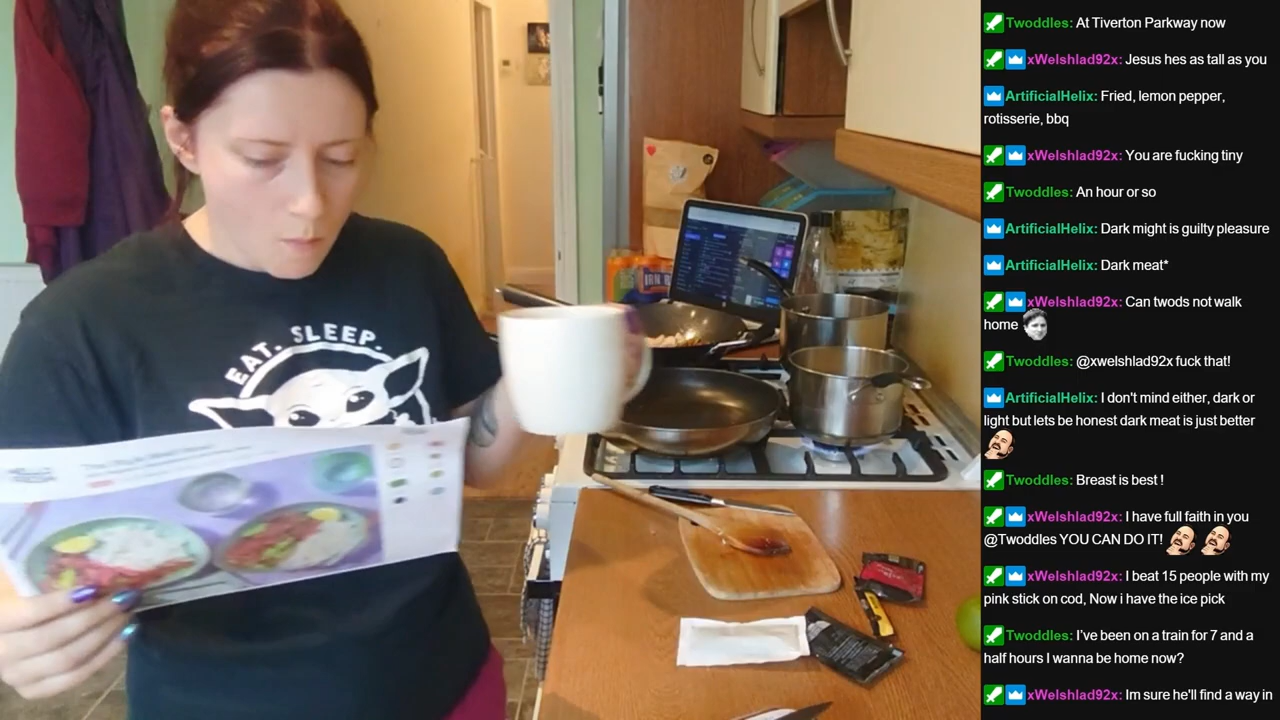 EAT. SLEEP.
IRN
Twoddles: At Tiverton Parkway now
xWelshlad92x: Jesus hes as tall as you
ArtificialHelix: Fried, lemon pepper,
rotisserie, bbq
xWelshlad92x: You are fucking tiny
Twoddles: An hour or so
ArtificialHelix: Dark might is guilty pleasure
ArtificialHelix: Dark meat*
xWelshlad92x: Can twods not walk
home
Twoddles: @xwelshlad92x fuck that!
ArtificialHelix: I don't mind either, dark or
light but lets be honest dark meat is just better
Twoddles: Breast is best !
xWelshlad92x: I have full faith in you
@Twoddles YOU CAN DO IT!
xWelshlad92x: I beat 15 people with my
pink stick on cod, Now i have the ice pick
Twoddles: I've been on a train for 7 and a
half hours I wanna be home now?
xWelshlad92x: Im sure he'll find a way in